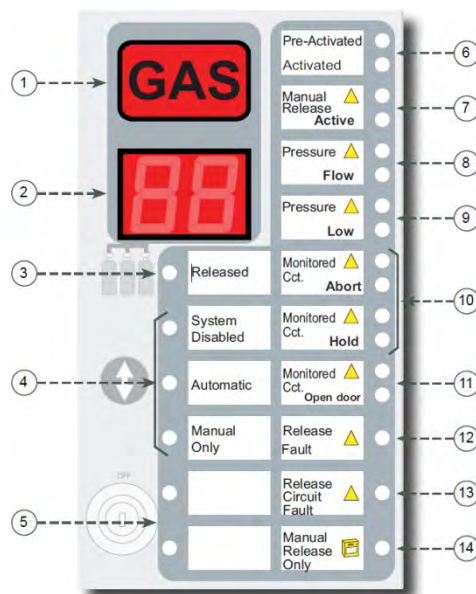 GAS
88
Pre-Activated
Activated
Manual
Release
Active
Pressure
Flow
Pressure
Low
Released
Monitored
Cct.
Abort
System
Disabled
Monitored
Cct.
Hold
Automatic
Monitored
Cct.
Open door
Manual
Only
Release
Fault
Release
Circuit
Fault
OFF
Manual
Release
Only
1
2
3
4
5
6
7
8
9
10
11
12
13
14